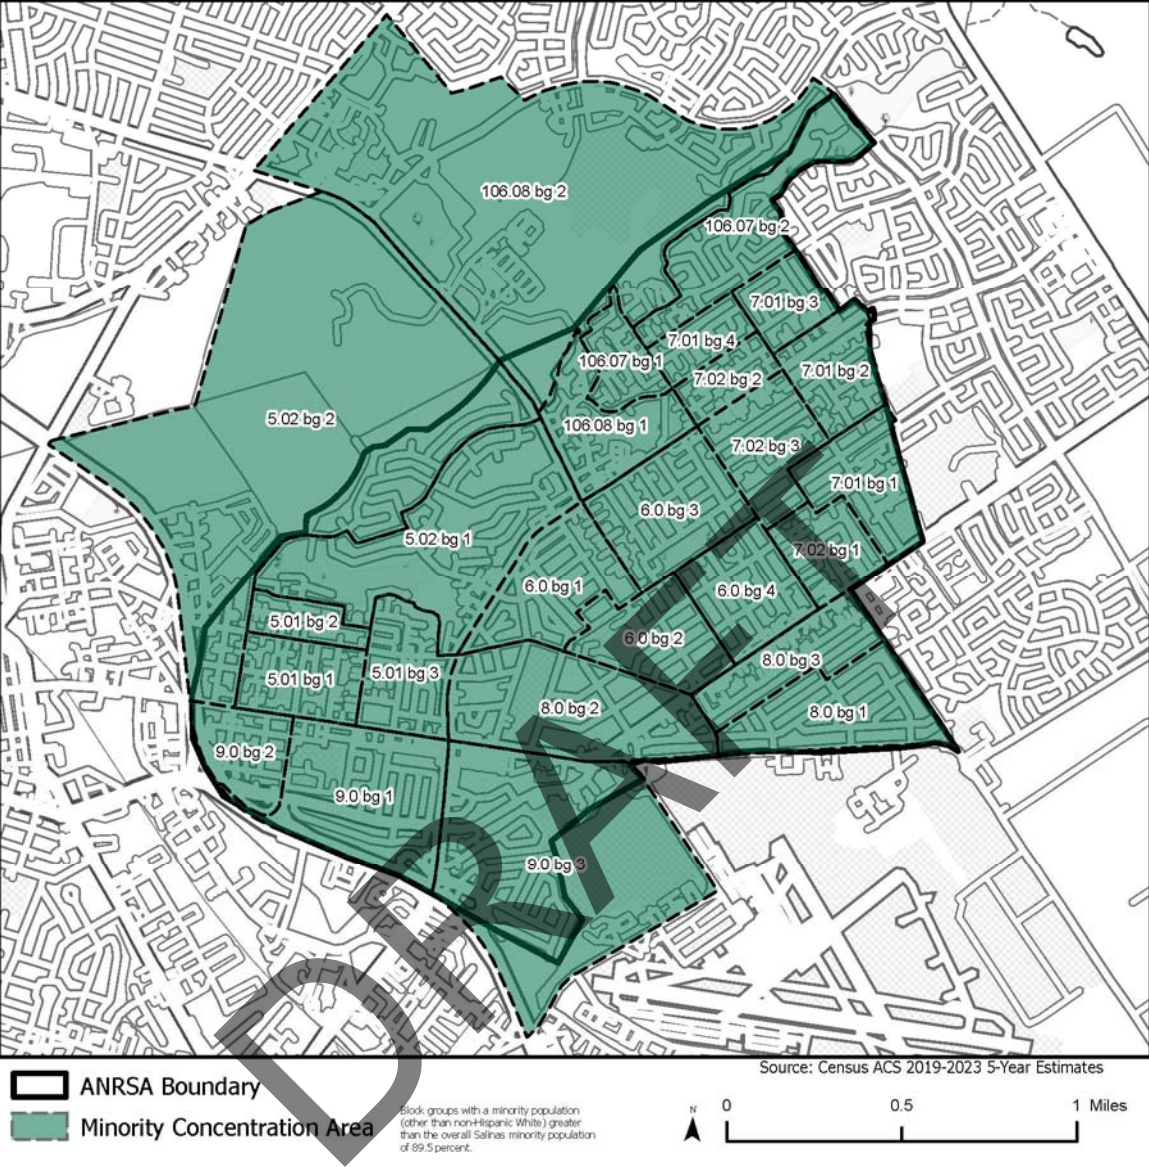 106.08 bg 2
106.07 bg 2
7.01 bg 3
7.01 bg 4
106.07 bg 1
7.01 bg 2
7.02 bg 2
5.02 bg 2
106.08 bg 1
7.02 bg 3
7.01 bg 1
6.0 bg 3
5.02 bg 1
7.02 bg 1
6.0 bg 1
6.0 bg 4
5.01 bg 2
6.0 bg 2
8.0 bg 3
5.01 bg 3
5.01 bg 1
8.0 bg 2
8.0 bg 1
9.0 bg 2
9.0 bg 1
9.0 bg 3
DRAFT
Source: Census ACS 2019-2023 5-Year Estimates
ANRSA Boundary
Minority Concentration Area
Block groups with a minority population
(other than non-Hispanic White) greater
than the overall Salinas minority population
of 89.5 percent.
N
0 0.5 1 Miles